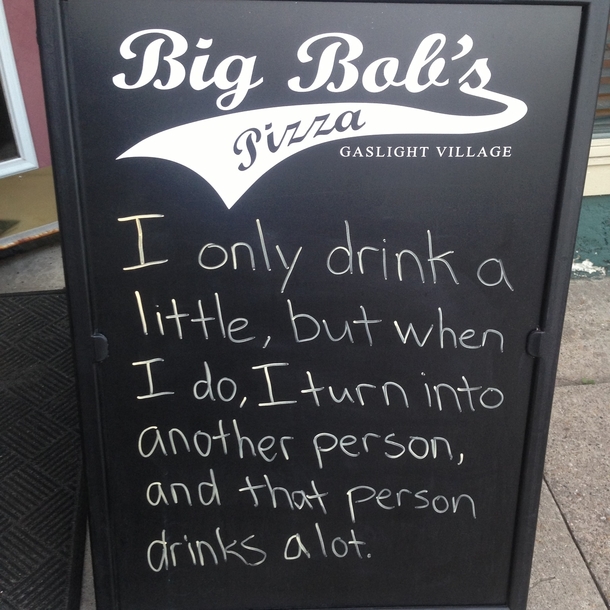 Big Bob's
Pizza
GASLIGHT VILLAGE
I only drink a
little, but when
I do, I turn into
another person,
and that person
drinks a lot.